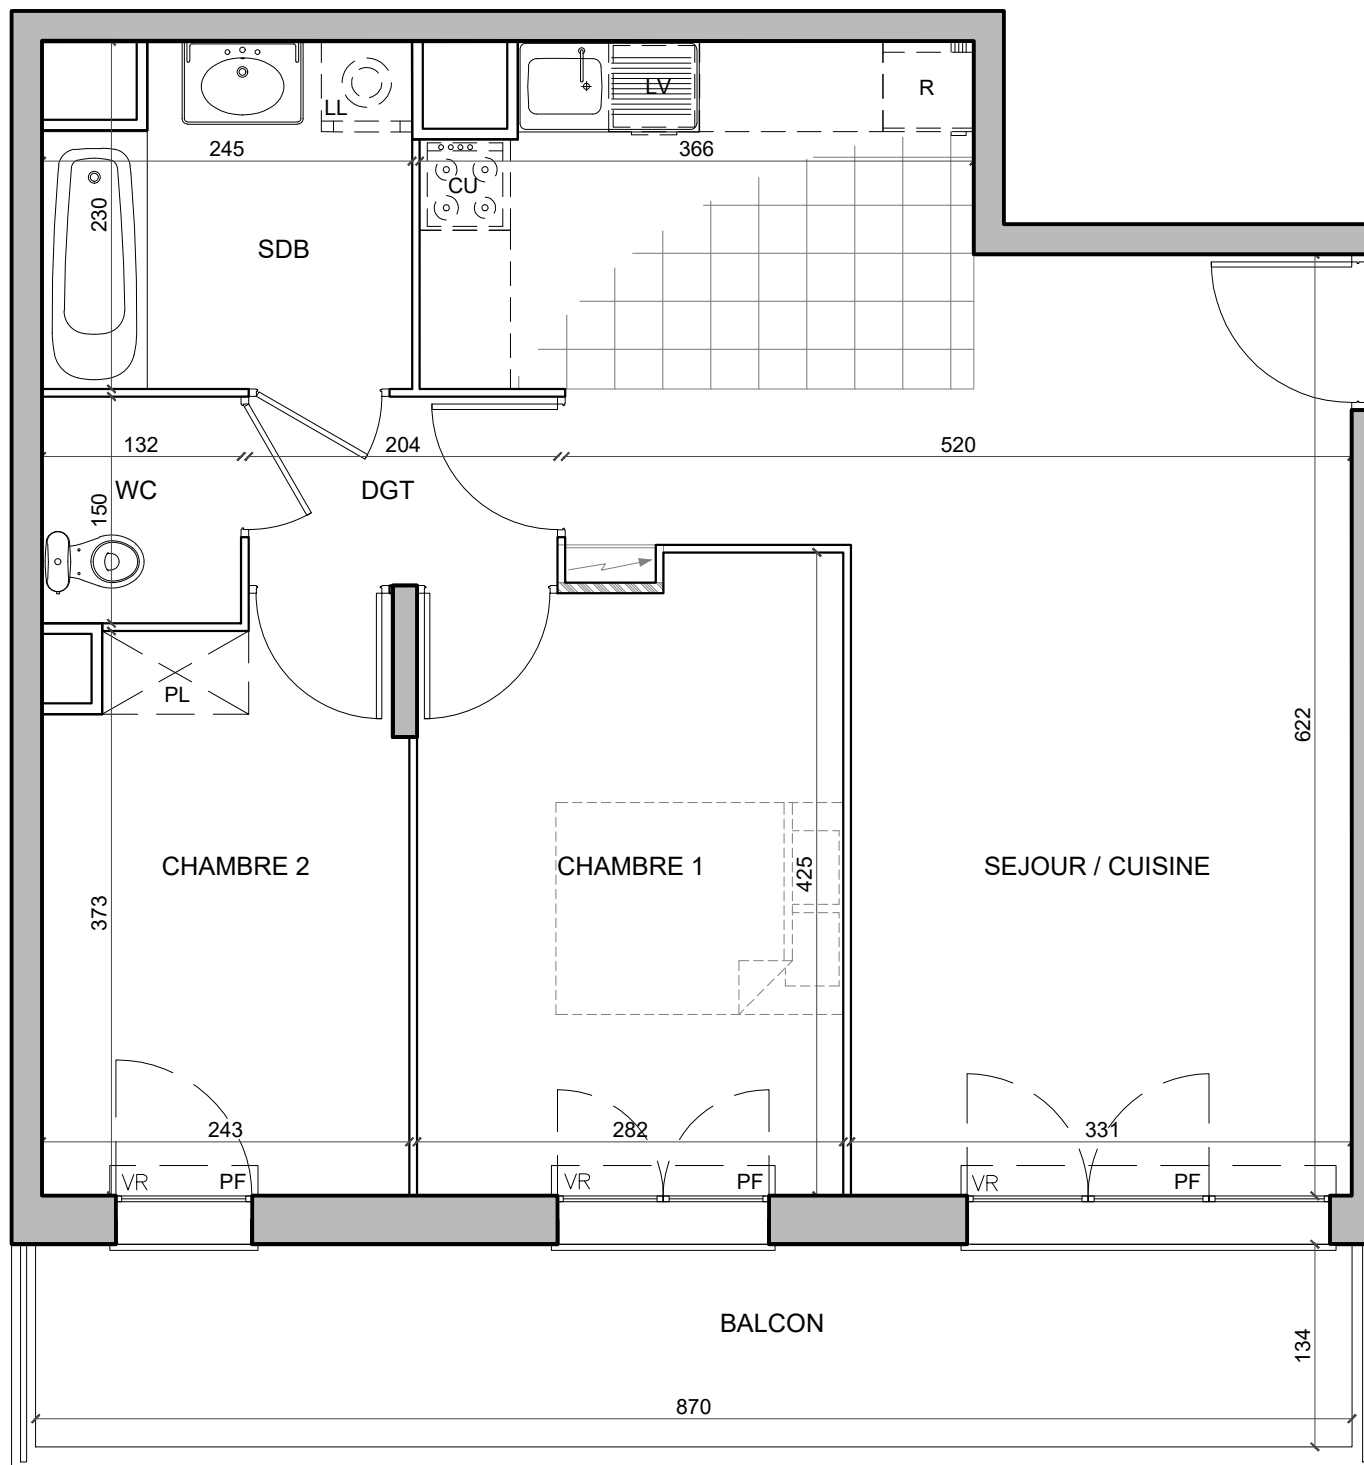 LL
LV
R
245
366
CU
230
SDB
132
204
520
WC
DGT
150
PL
622
CHAMBRE 2
CHAMBRE 1
425
SEJOUR / CUISINE
373
243
282
331
VR
PF
VR
PF
VR
PF
BALCON
134
870